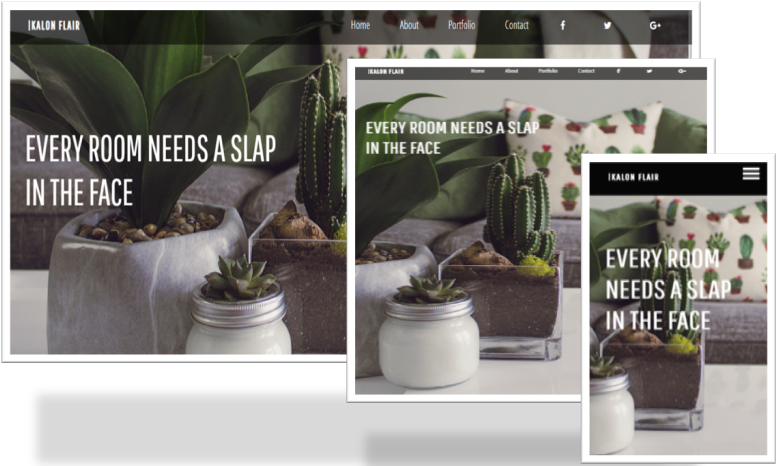 |KALON FLAIR Home About Portfolio Contact f G+
EVERY ROOM NEEDS A SLAP
IN THE FACE
|KALON FLAIR Home About Portfolio Contact f G+
EVERY ROOM NEEDS A SLAP
IN THE FACE
|KALON FLAIR
EVERY ROOM
NEEDS A SLAP
IN THE FACE